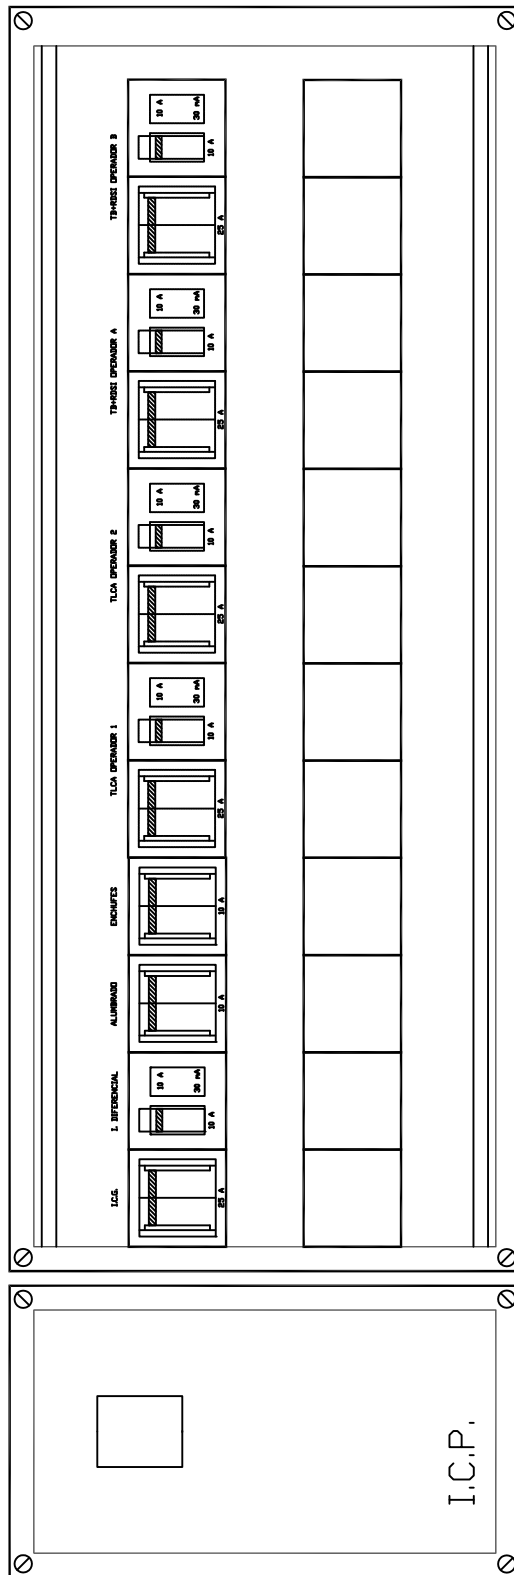 I.C.G.
25 A
I. DIFERENCIAL
10 A
30 mA
10 A
ALUMBRADO
10 A
ENCHUFES
10 A
TLCA OPERADOR 1
25 A
10 A
30 mA
10 A
TLCA OPERADOR 2
25 A
10 A
30 mA
10 A
TB+RDSI OPERADOR A
25 A
10 A
30 mA
10 A
TB+RDSI OPERADOR B
25 A
10 A
30 mA
10 A
I.C.P.